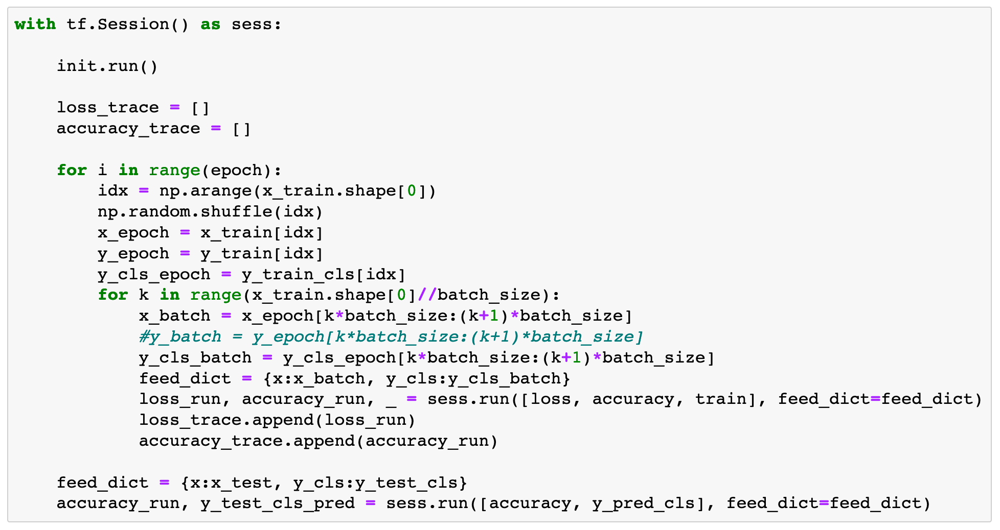 with tf.Session() as sess:
    init.run()
    loss_trace = []
    accuracy_trace = []
    for i in range(epoch):
        idx = np.arange(x_train.shape[0])
        np.random.shuffle(idx)
        x_epoch = x_train[idx]
        y_epoch = y_train[idx]
        y_cls_epoch = y_train_cls[idx]
        for k in range(x_train.shape[0]//batch_size):
            x_batch = x_epoch[k*batch_size:(k+1)*batch_size]
            #y_batch = y_epoch[k*batch_size:(k+1)*batch_size]
            y_cls_batch = y_cls_epoch[k*batch_size:(k+1)*batch_size]
            feed_dict = {x:x_batch, y_cls:y_cls_batch}
            loss_run, accuracy_run, _ = sess.run([loss, accuracy, train], feed_dict=feed_dict)
            loss_trace.append(loss_run)
            accuracy_trace.append(accuracy_run)
    feed_dict = {x:x_test, y_cls:y_test_cls}
    accuracy_run, y_test_cls_pred = sess.run([accuracy, y_pred_cls], feed_dict=feed_dict)